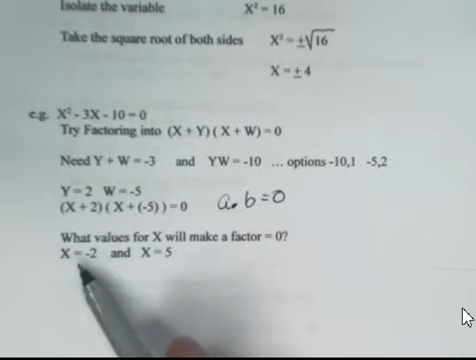 Isolate the variable X² = 16
Take the square root of both sides X² = ±√16
X = ± 4
e.g. X² - 3X - 10 = 0
Try Factoring into (X + Y) ( X + W) = 0
Need Y + W = -3 and YW = -10 ... options -10,1 -5,2
Y = 2 W = -5
(X + 2) ( X + (-5)) = 0 a. b = 0
What values for X will make a factor = 0?
X = -2 and X = 5